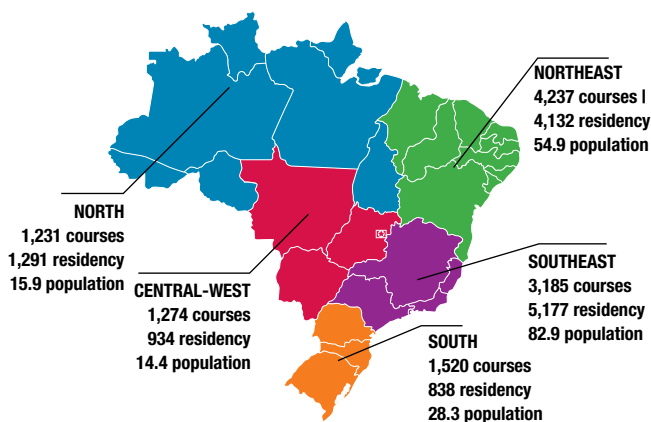 NORTHEAST
4,237 courses l
4,132 residency
54.9 population
NORTH
1,231 courses
1,291 residency
15.9 population
CENTRAL-WEST
1,274 courses
934 residency
14.4 population
SOUTHEAST
3,185 courses
5,177 residency
82.9 population
SOUTH
1,520 courses
838 residency
28.3 population